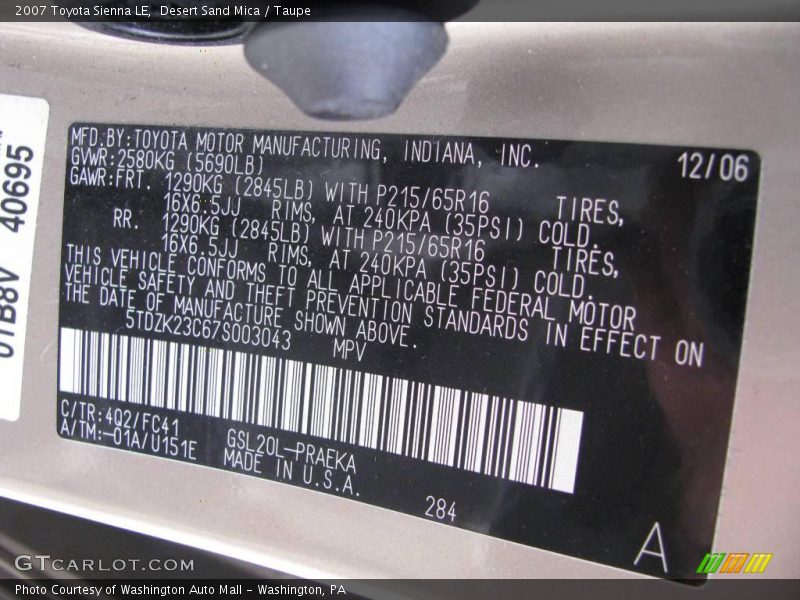 2007 Toyota Sienna LE, Desert Sand Mica / Taupe
MFD.BY:TOYOTA MOTOR MANUFACTURING, INDIANA, INC. 12/06
GVWR:2580KG (5690LB)
GAWR:FRT. 1290KG (2845LB) WITH P215/65R16 TIRES,
16X6.5JJ RIMS, AT 240KPA (35PSI) COLD.
RR. 1290KG (2845LB) WITH P215/65R16 TIRES,
16X6.5JJ RIMS, AT 240KPA (35PSI) COLD.
THIS VEHICLE CONFORMS TO ALL APPLICABLE FEDERAL MOTOR
VEHICLE SAFETY AND THEFT PREVENTION STANDARDS IN EFFECT ON
THE DATE OF MANUFACTURE SHOWN ABOVE.
5TDZK23C67S003043 MPV
C/TR:4Q2/FC41
A/TM:-01A/U151E
GSL20L-PRAEKA
MADE IN U.S.A.
284
A
40695
GTCARLOT.COM
Photo Courtesy of Washington Auto Mall - Washington, PA